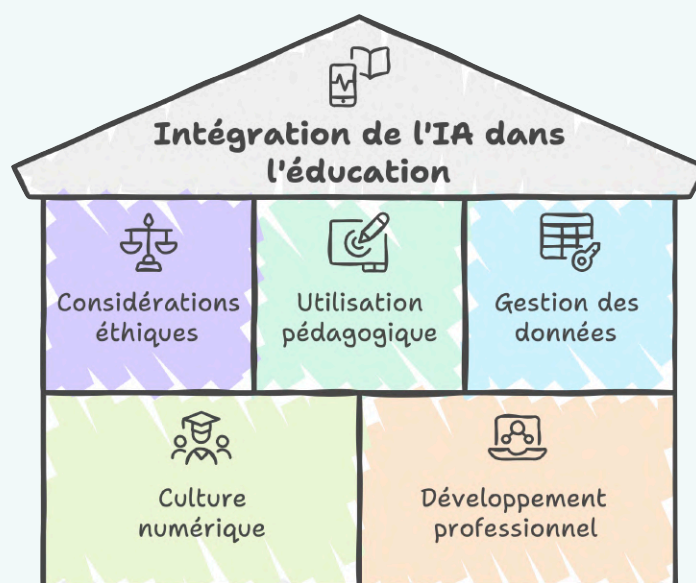 Intégration de l'IA dans
l'éducation
Considérations
éthiques
Utilisation
pédagogique
Gestion des
données
Culture
numérique
Développement
professionnel